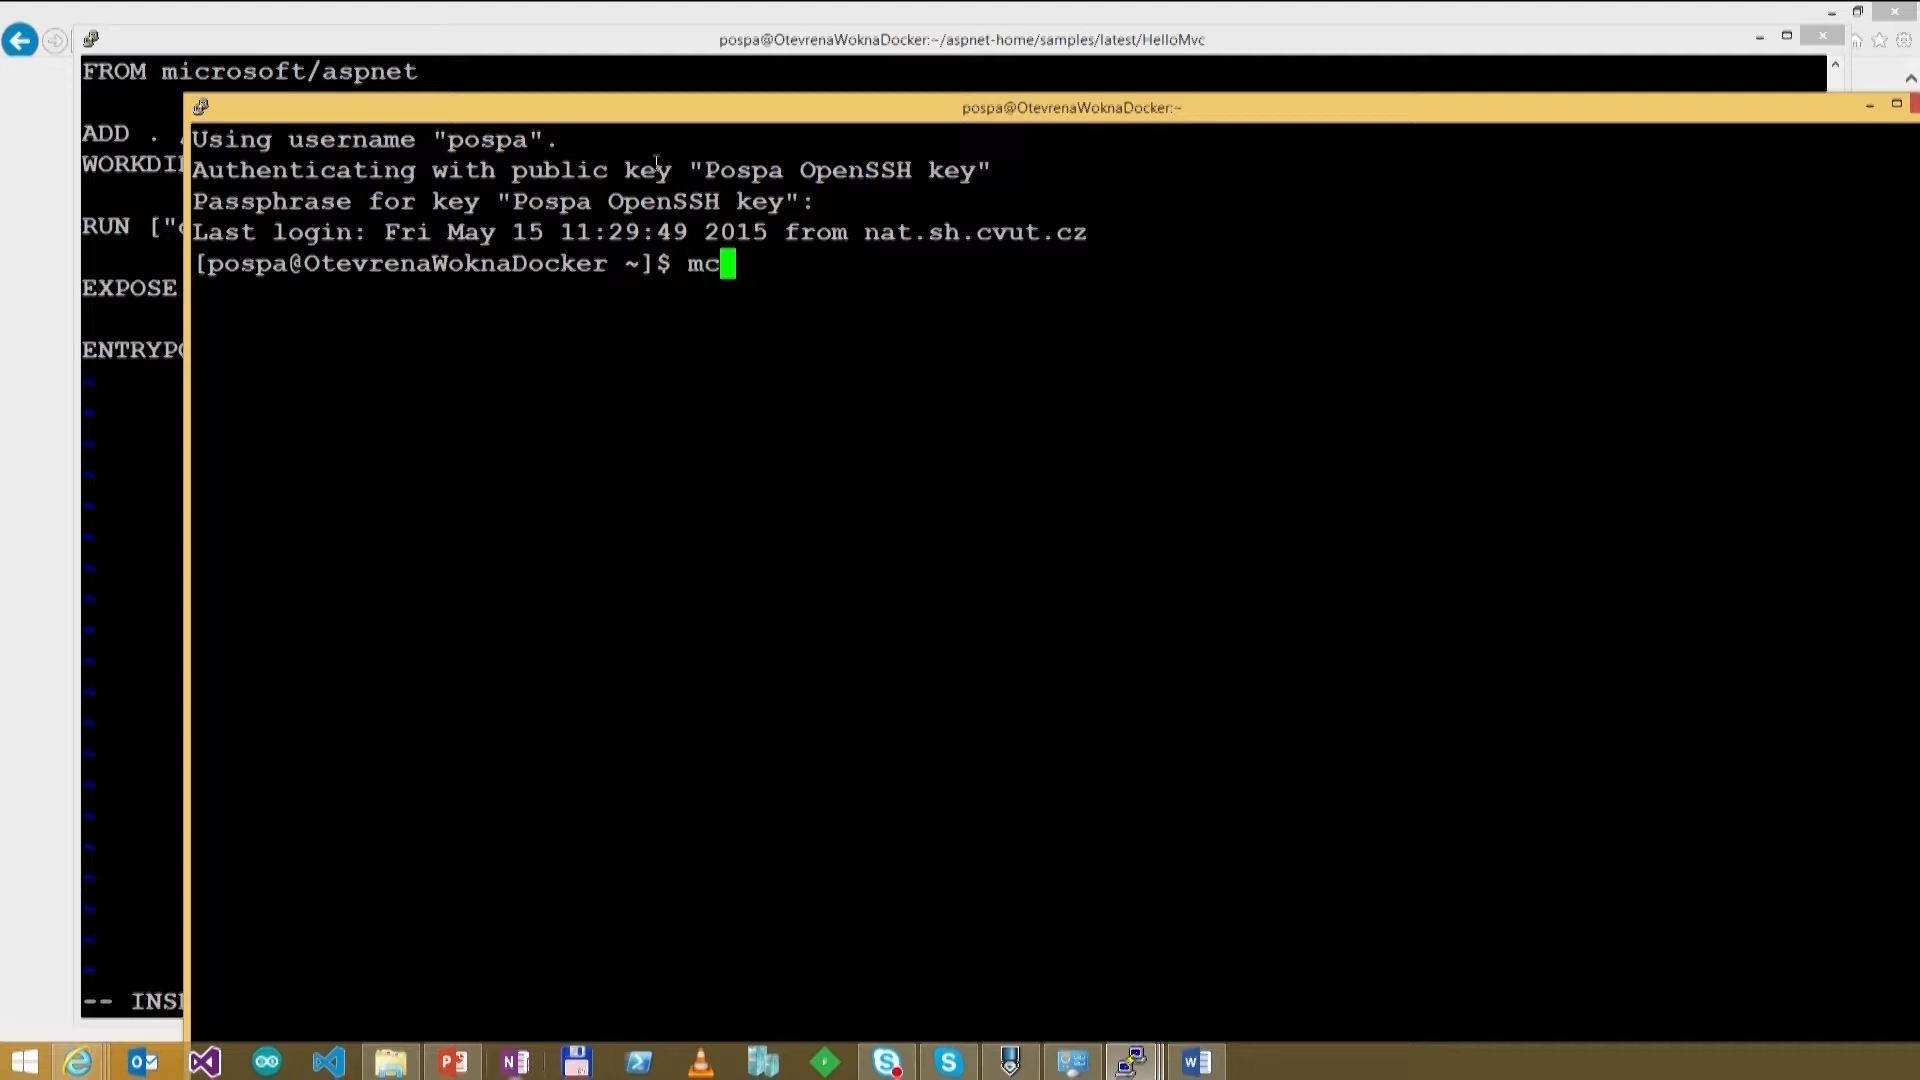 pospa@OtevrenaWoknaDocker:~/aspnet-home/samples/latest/HelloMvc
FROM microsoft/aspnet
pospa@OtevrenaWoknaDocker:~
ADD .
WORKDI
RUN ["
EXPOSE
ENTRYP
-- INS
Using username "pospa".
Authenticating with public key "Pospa OpenSSH key"
Passphrase for key "Pospa OpenSSH key":
Last login: Fri May 15 11:29:49 2015 from nat.sh.cvut.cz
[pospa@OtevrenaWoknaDocker ~]$ mc